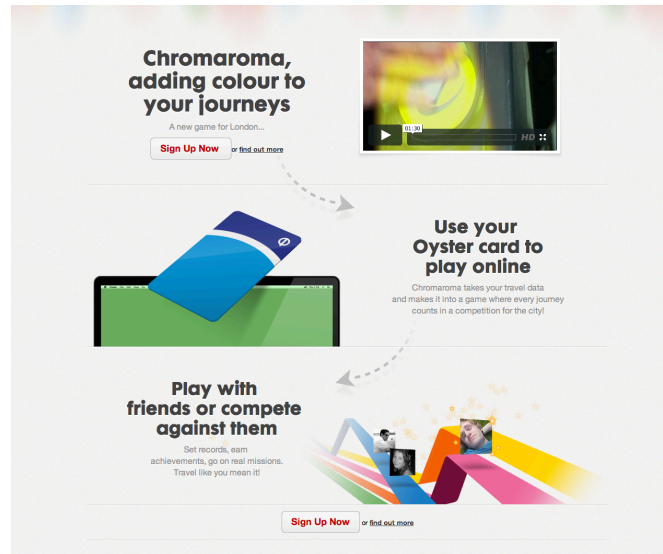 Chromaroma,
adding colour to
your journeys
A new game for London...
Sign Up Now or find out more
01:30
HD
Use your
Oyster card to
play online
Chromaroma takes your travel data
and makes it into a game where every journey
counts in a competition for the city!
Play with
friends or compete
against them
Set records, earn
achievements, go on real missions.
Travel like you mean it!
Sign Up Now or find out more